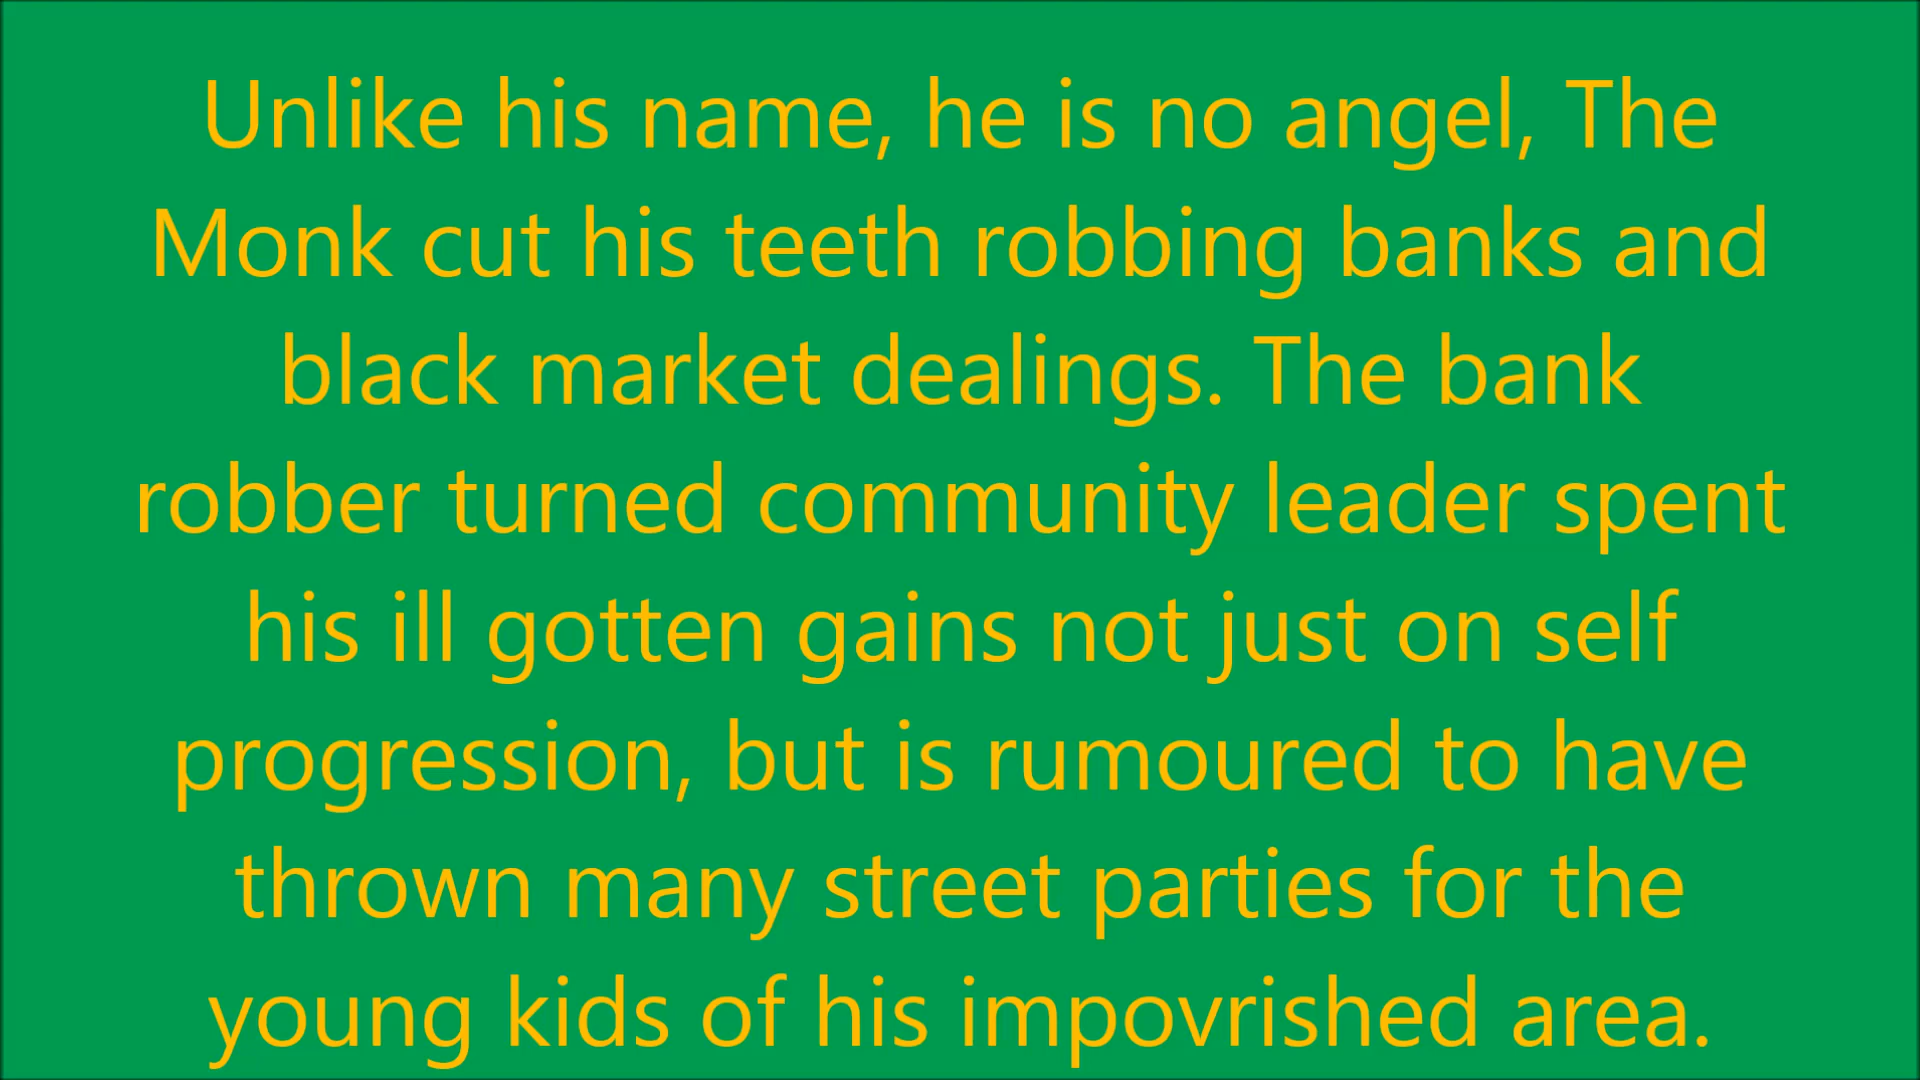 Unlike his name, he is no angel, The
Monk cut his teeth robbing banks and
black market dealings. The bank
robber turned community leader spent
his ill gotten gains not just on self
progression, but is rumoured to have
thrown many street parties for the
young kids of his impovrished area.